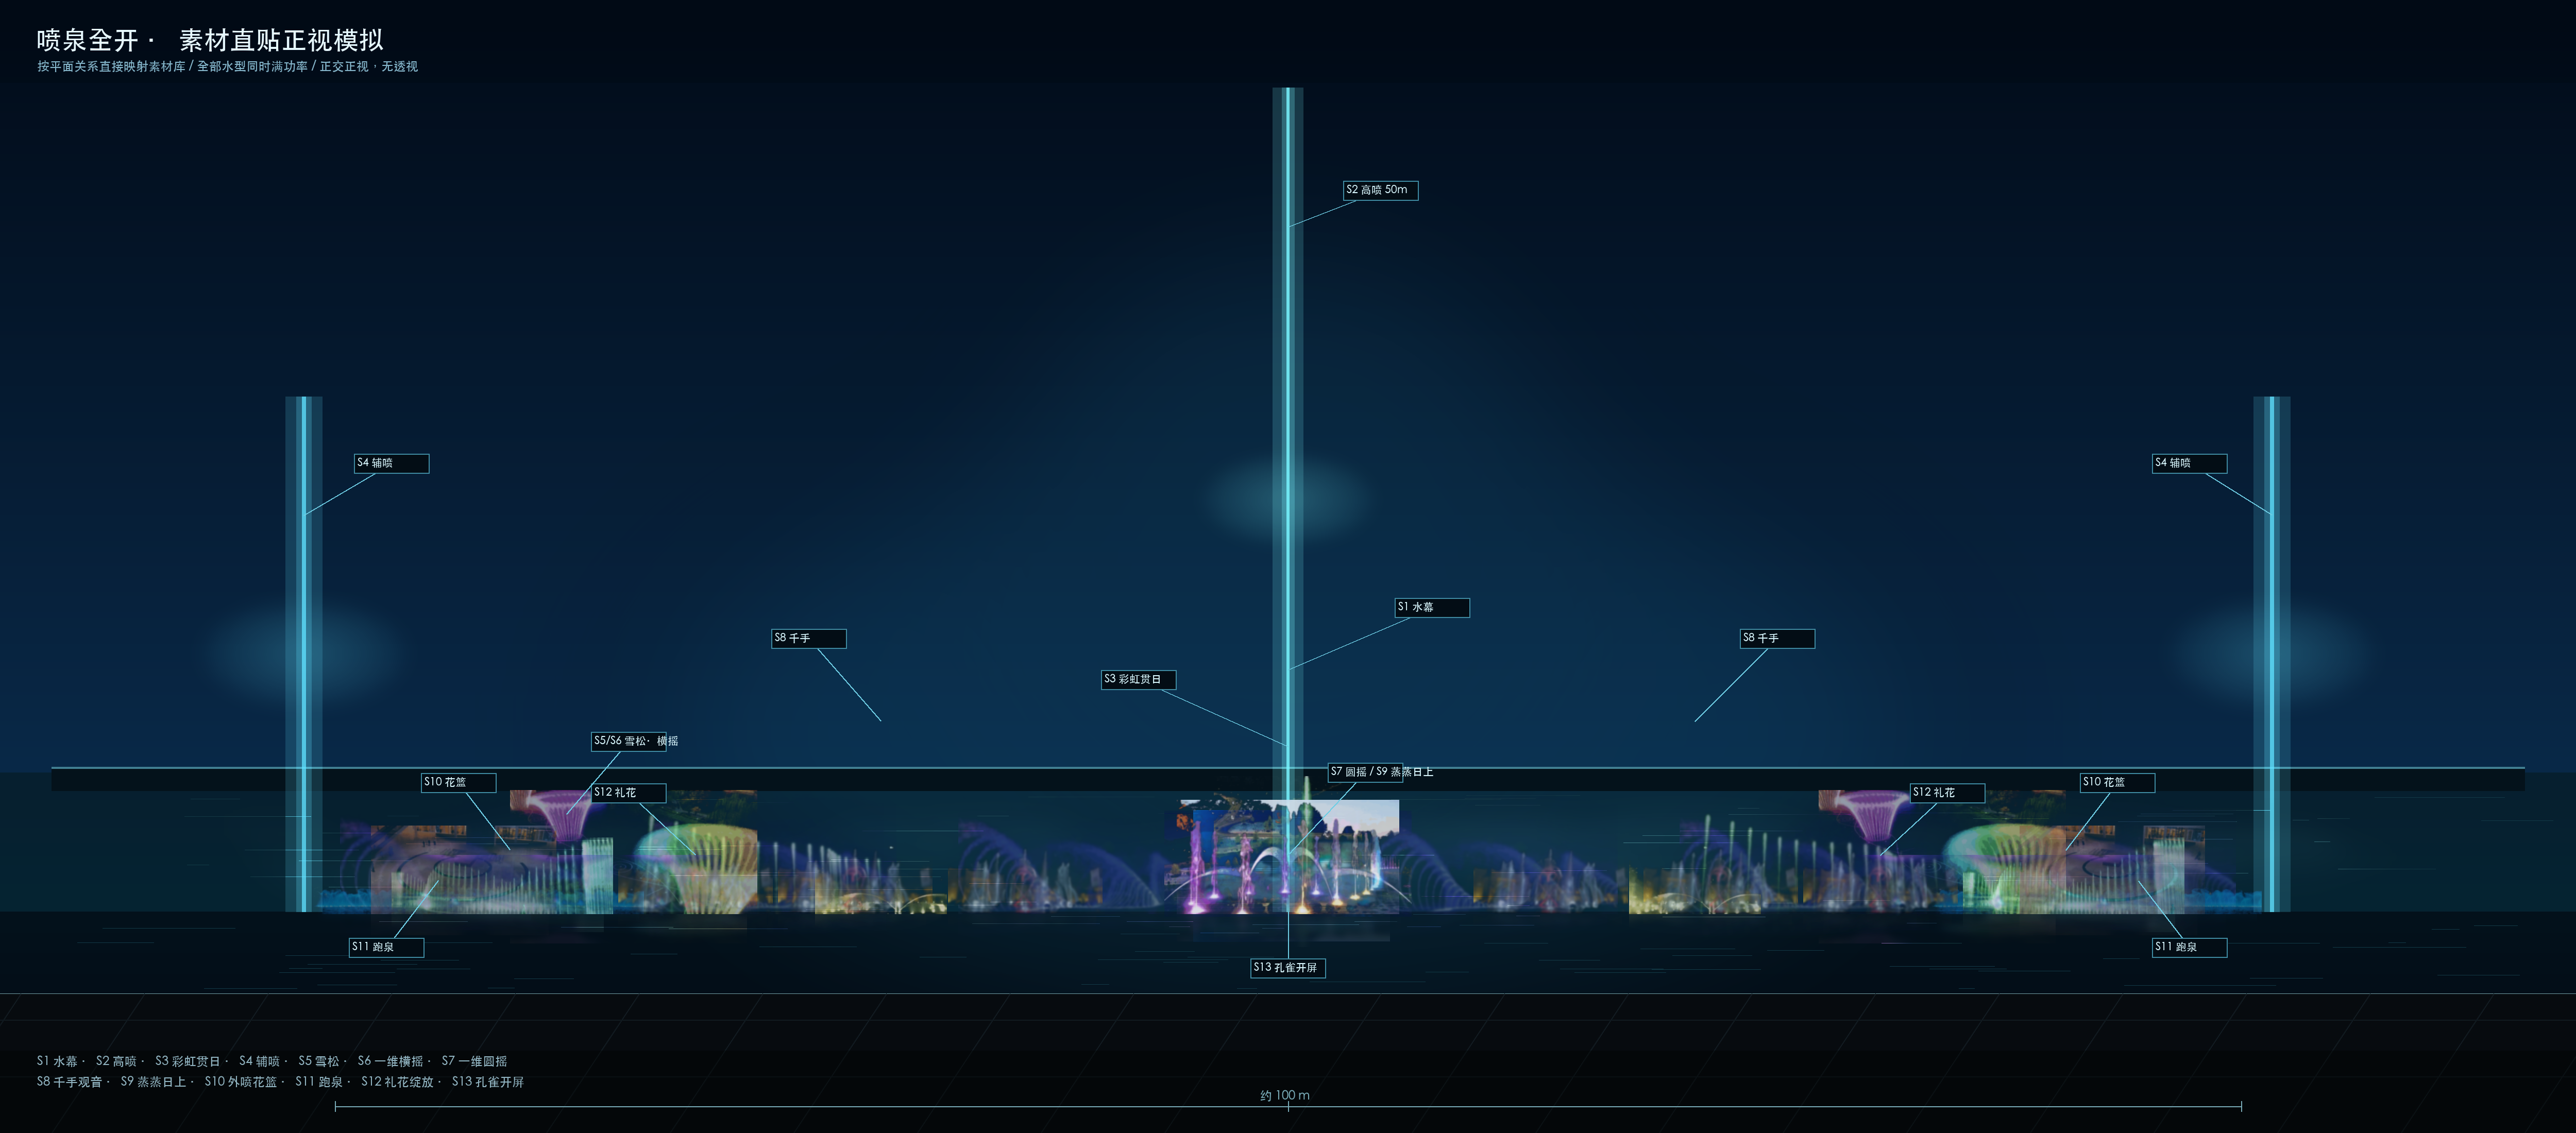 喷泉全开 · 素材直贴正视模拟
按平面关系直接映射素材库 / 全部水型同时满功率 / 正交正视，无透视
S2 高喷 50m
S4 辅喷
S4 辅喷
S1 水幕
S8 千手
S8 千手
S3 彩虹贯日
S5/S6 雪松· 横摇
S7 圆摇 / S9 蒸蒸日上
S10 花篮
S12 礼花
S12 礼花
S10 花篮
S11 跑泉
S11 跑泉
S13 孔雀开屏
S1 水幕 · S2 高喷 · S3 彩虹贯日 · S4 辅喷 · S5 雪松 · S6 一维横摇 · S7 一维圆摇
S8 千手观音 · S9 蒸蒸日上 · S10 外喷花篮 · S11 跑泉 · S12 礼花绽放 · S13 孔雀开屏
约 100 m